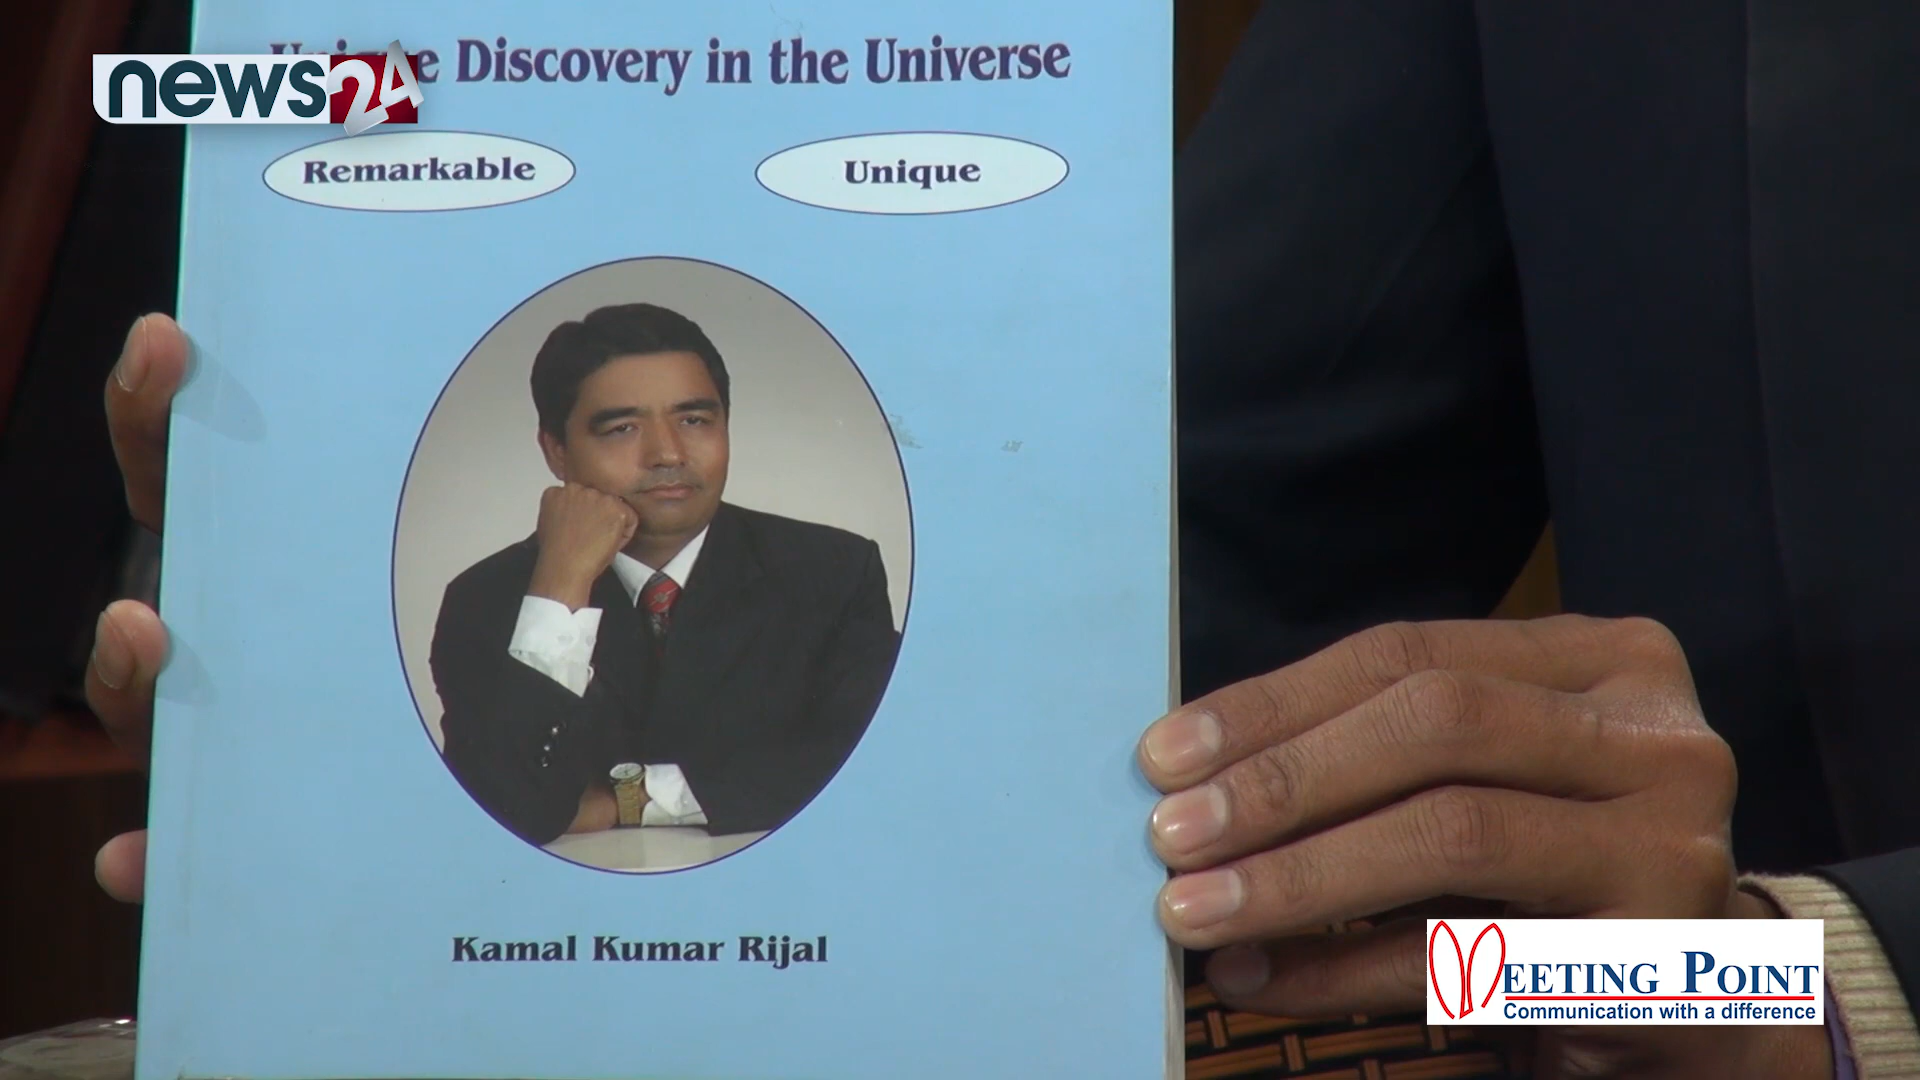 news24
Discovery in the Universe
Remarkable
Unique
Kamal Kumar Rijal
MEETING POINT
Communication with a difference